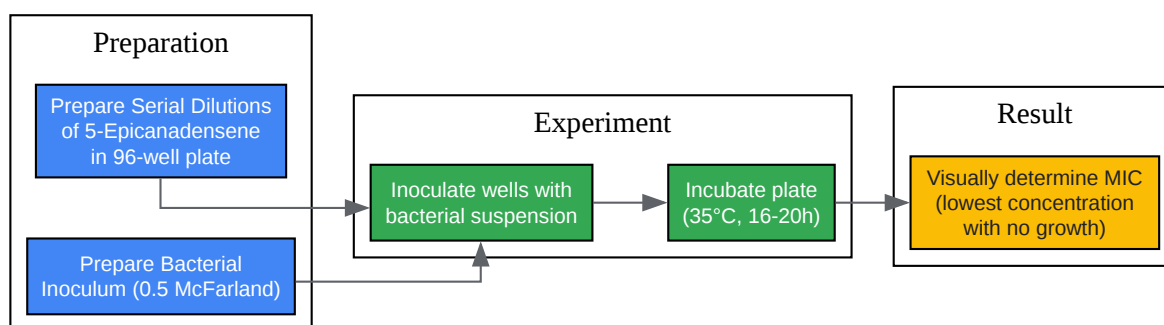 Preparation
Prepare Serial Dilutions
of 5-Epicanadensene
in 96-well plate
Prepare Bacterial
Inoculum (0.5 McFarland)
Experiment
Inoculate wells with
bacterial suspension
Incubate plate
(35°C, 16-20h)
Result
Visually determine MIC
(lowest concentration
with no growth)